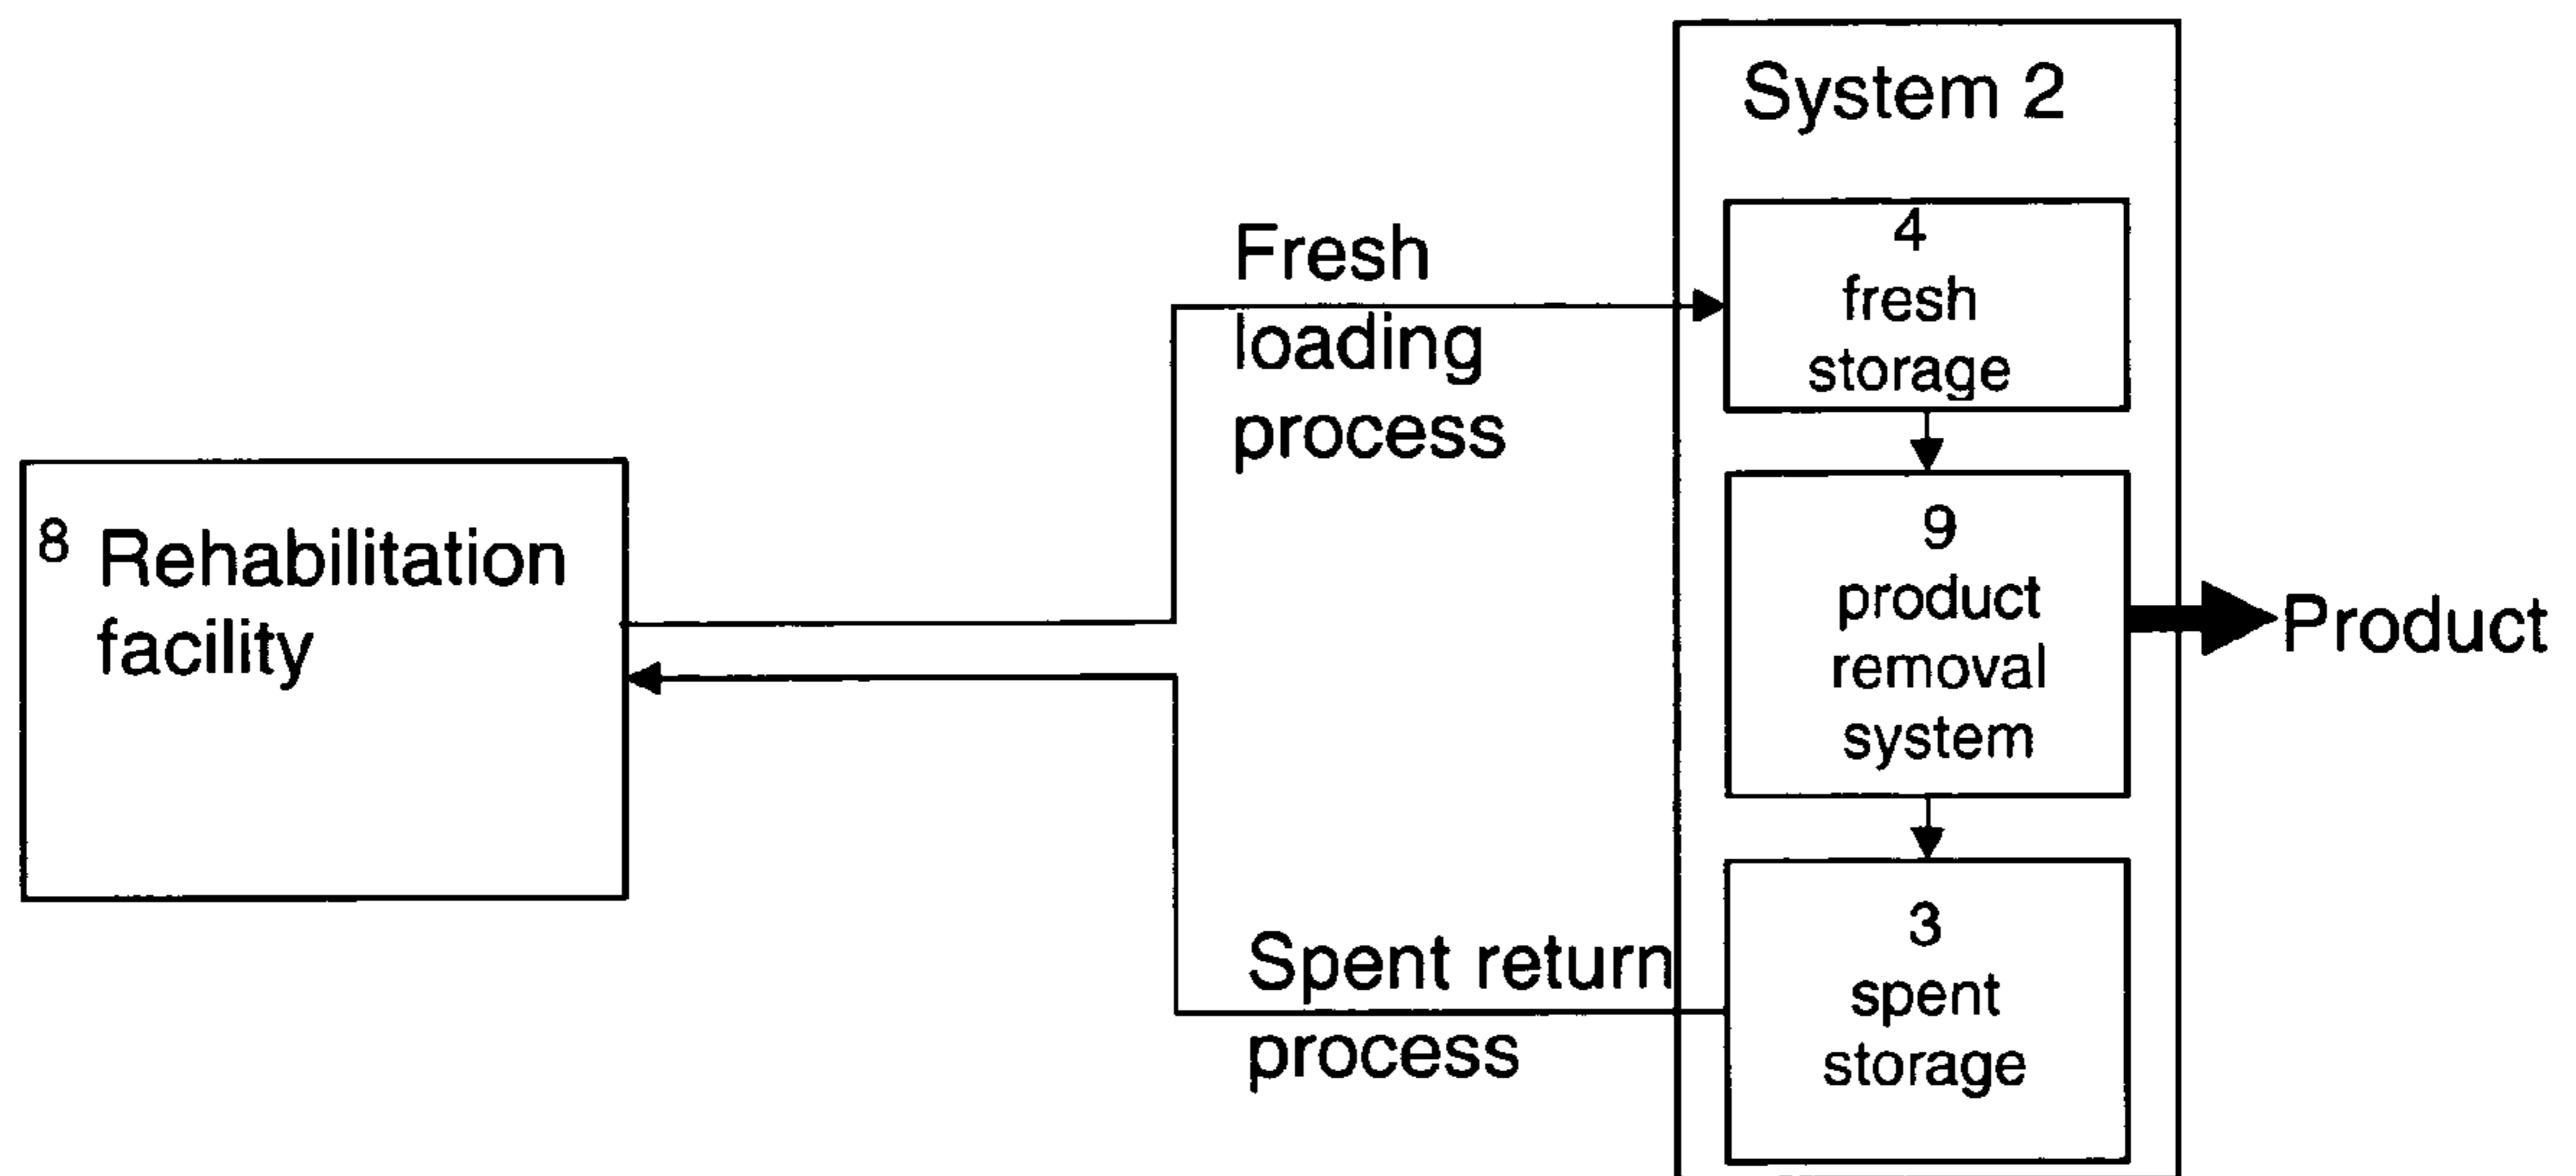 System 2
Fresh
loading
process
4
fresh
storage
8 Rehabilitation
facility
9
product
removal
system
Product
3
spent
storage
Spent return
process